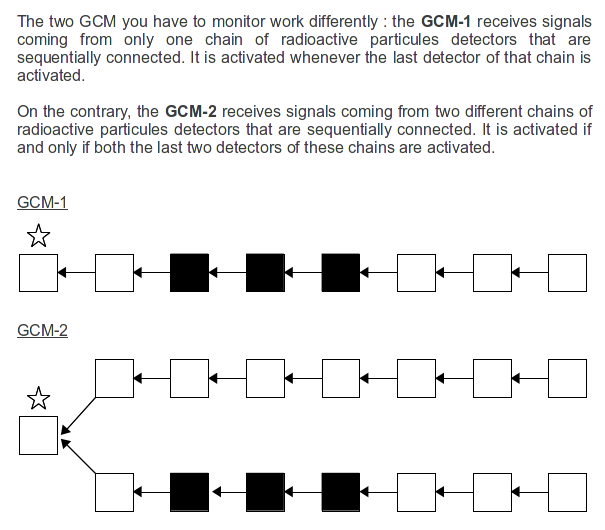 The two GCM you have to monitor work differently : the GCM-1 receives signals
coming from only one chain of radioactive particules detectors that are
sequentially connected. It is activated whenever the last detector of that chain is
activated.
On the contrary, the GCM-2 receives signals coming from two different chains of
radioactive particules detectors that are sequentially connected. It is activated if
and only if both the last two detectors of these chains are activated.
GCM-1
GCM-2